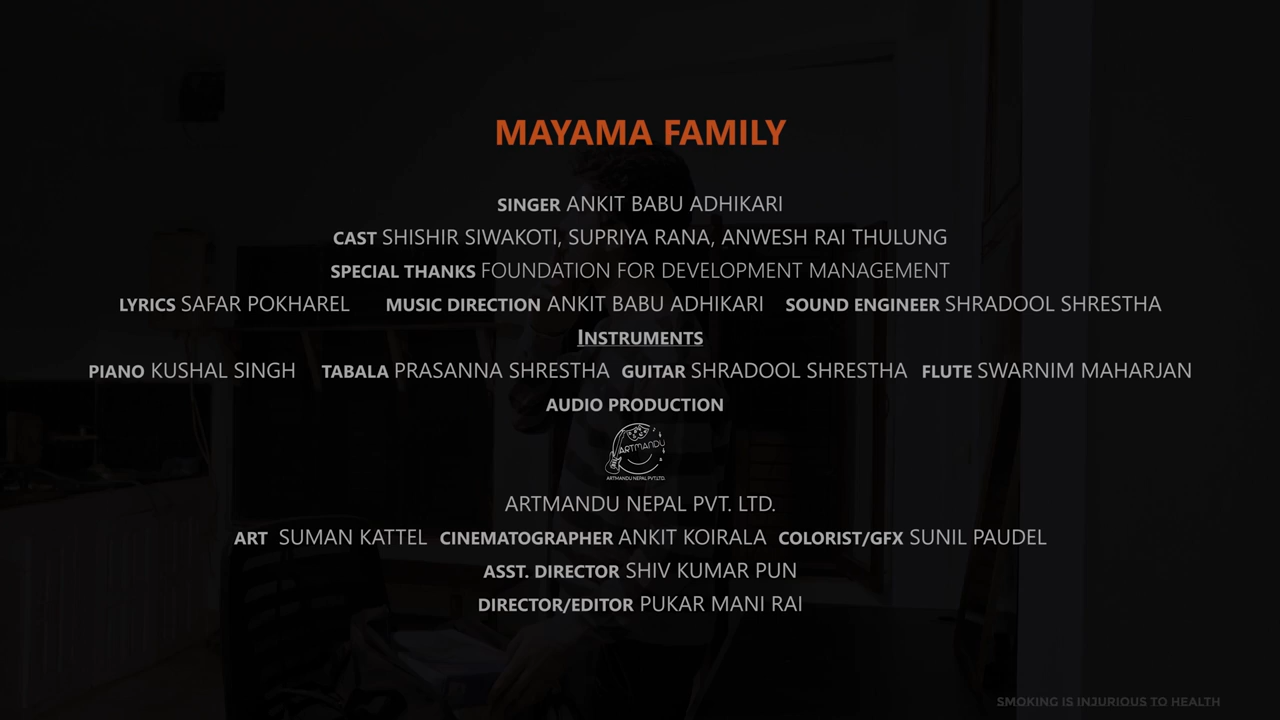 MAYAMA FAMILY
SINGER ANKIT BABU ADHIKARI
CAST SHISHIR SIWAKOTI, SUPRIYA RANA, ANWESH RAI THULUNG
SPECIAL THANKS FOUNDATION FOR DEVELOPMENT MANAGEMENT
LYRICS SAFAR POKHAREL MUSIC DIRECTION ANKIT BABU ADHIKARI SOUND ENGINEER SHRADOOL SHRESTHA
INSTRUMENTS
PIANO KUSHAL SINGH TABALA PRASANNA SHRESTHA GUITAR SHRADOOL SHRESTHA FLUTE SWARNIM MAHARJAN
AUDIO PRODUCTION
ARTMANDU
ARTMANDU NEPAL PVT.LTD.
ARTMANDU NEPAL PVT. LTD.
ART SUMAN KATTEL CINEMATOGRAPHER ANKIT KOIRALA COLORIST/GFX SUNIL PAUDEL
ASST. DIRECTOR SHIV KUMAR PUN
DIRECTOR/EDITOR PUKAR MANI RAI
SMOKING IS INJURIOUS TO HEALTH